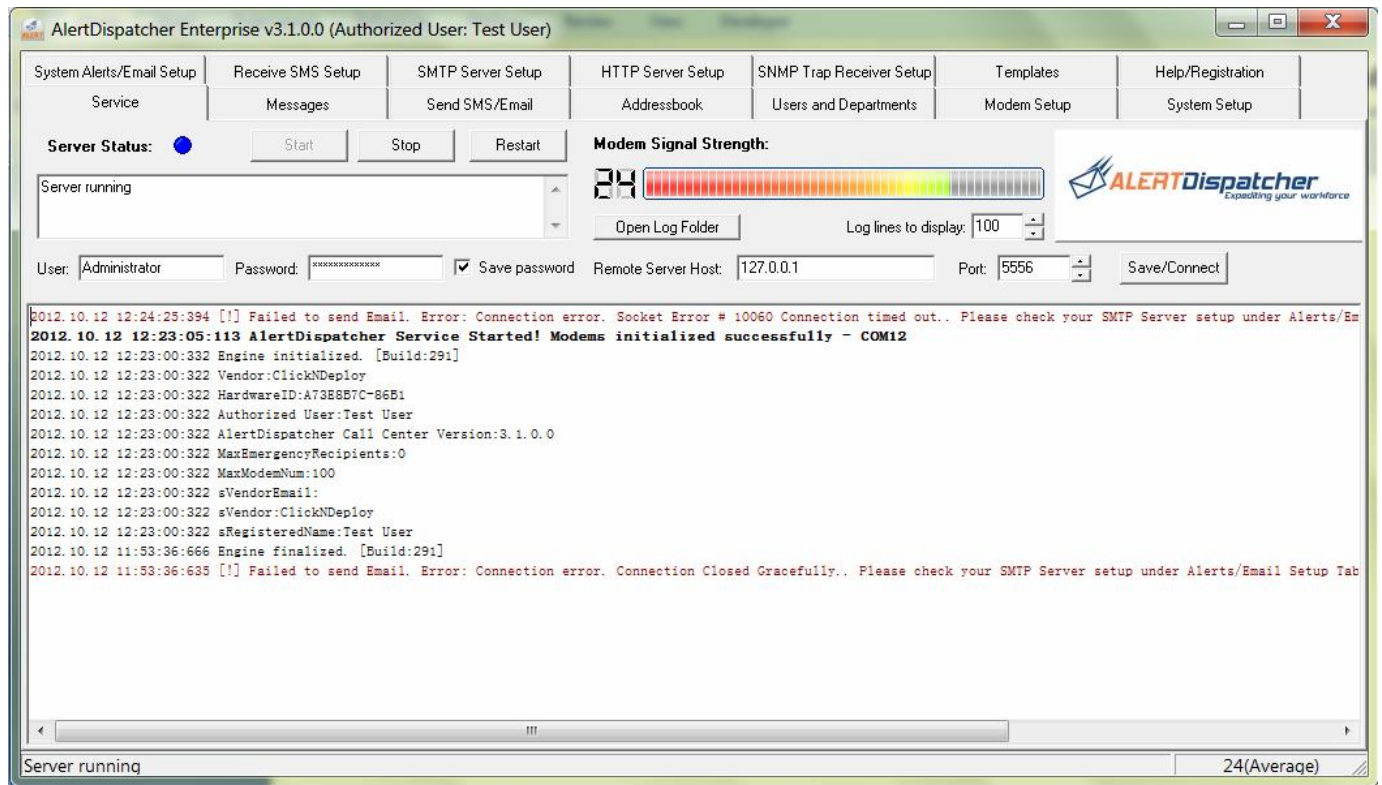 AlertDispatcher Enterprise v3.1.0.0 (Authorized User: Test User)
System Alerts/Email Setup Receive SMS Setup SMTP Server Setup HTTP Server Setup SNMP Trap Receiver Setup Templates Help/Registration
Service Messages Send SMS/Email Addressbook Users and Departments Modem Setup System Setup
Server Status: Start Stop Restart Modem Signal Strength:
Server running
24
ALERTDispatcher
Expediting your workforce
Open Log Folder Log lines to display: 100
User: Administrator Password: ************* Save password Remote Server Host: 127.0.0.1 Port: 5556 Save/Connect
2012.10.12 12:24:25:394 [!] Failed to send Email. Error: Connection error. Socket Error # 10060 Connection timed out.. Please check your SMTP Server setup under Alerts/Em
2012.10.12 12:23:05:113 AlertDispatcher Service Started! Modems initialized successfully - COM12
2012.10.12 12:23:00:332 Engine initialized. [Build:291]
2012.10.12 12:23:00:322 Vendor:ClickNDeploy
2012.10.12 12:23:00:322 HardwareID:A73E8B7C-86B1
2012.10.12 12:23:00:322 Authorized User:Test User
2012.10.12 12:23:00:322 AlertDispatcher Call Center Version:3.1.0.0
2012.10.12 12:23:00:322 MaxEmergencyRecipients:0
2012.10.12 12:23:00:322 MaxModemNum:100
2012.10.12 12:23:00:322 sVendorEmail:
2012.10.12 12:23:00:322 sVendor:ClickNDeploy
2012.10.12 12:23:00:322 sRegisteredName:Test User
2012.10.12 11:53:36:666 Engine finalized. [Build:291]
2012.10.12 11:53:36:635 [!] Failed to send Email. Error: Connection error. Connection Closed Gracefully.. Please check your SMTP Server setup under Alerts/Email Setup Tab
Server running 24(Average)